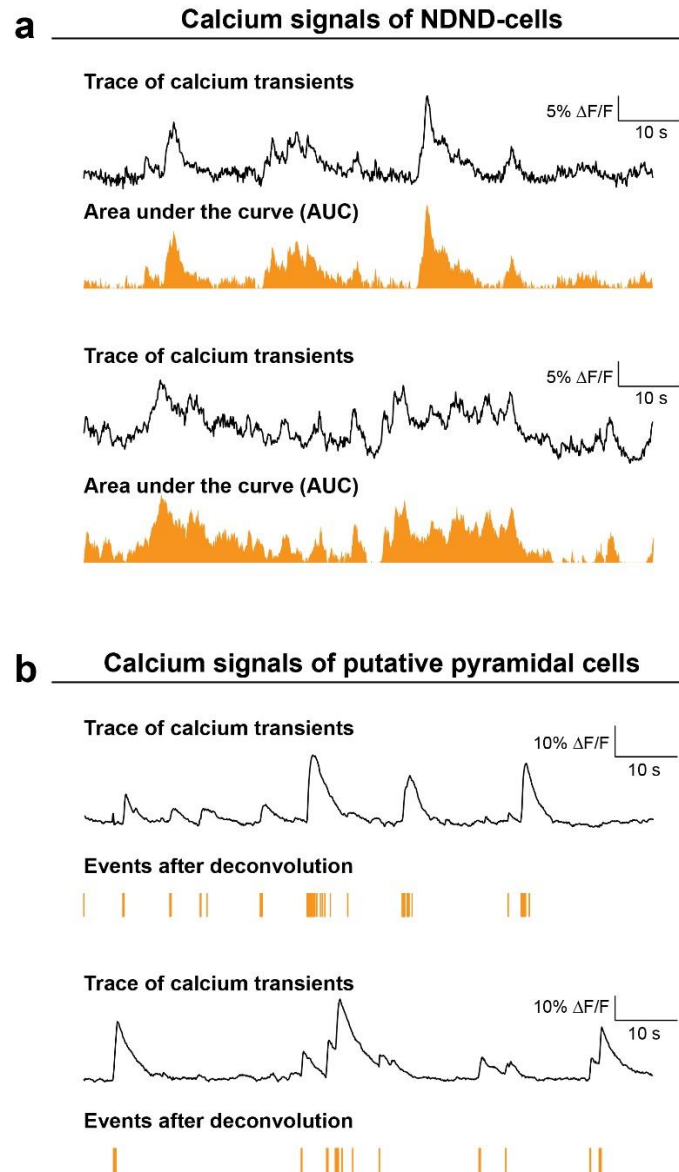 a
Calcium signals of NDND-cells
Trace of calcium transients
5% ΔF/F
10 s
Area under the curve (AUC)
Trace of calcium transients
5% ΔF/F
10 s
Area under the curve (AUC)
b
Calcium signals of putative pyramidal cells
Trace of calcium transients
10% ΔF/F
10 s
Events after deconvolution
Trace of calcium transients
10% ΔF/F
10 s
Events after deconvolution